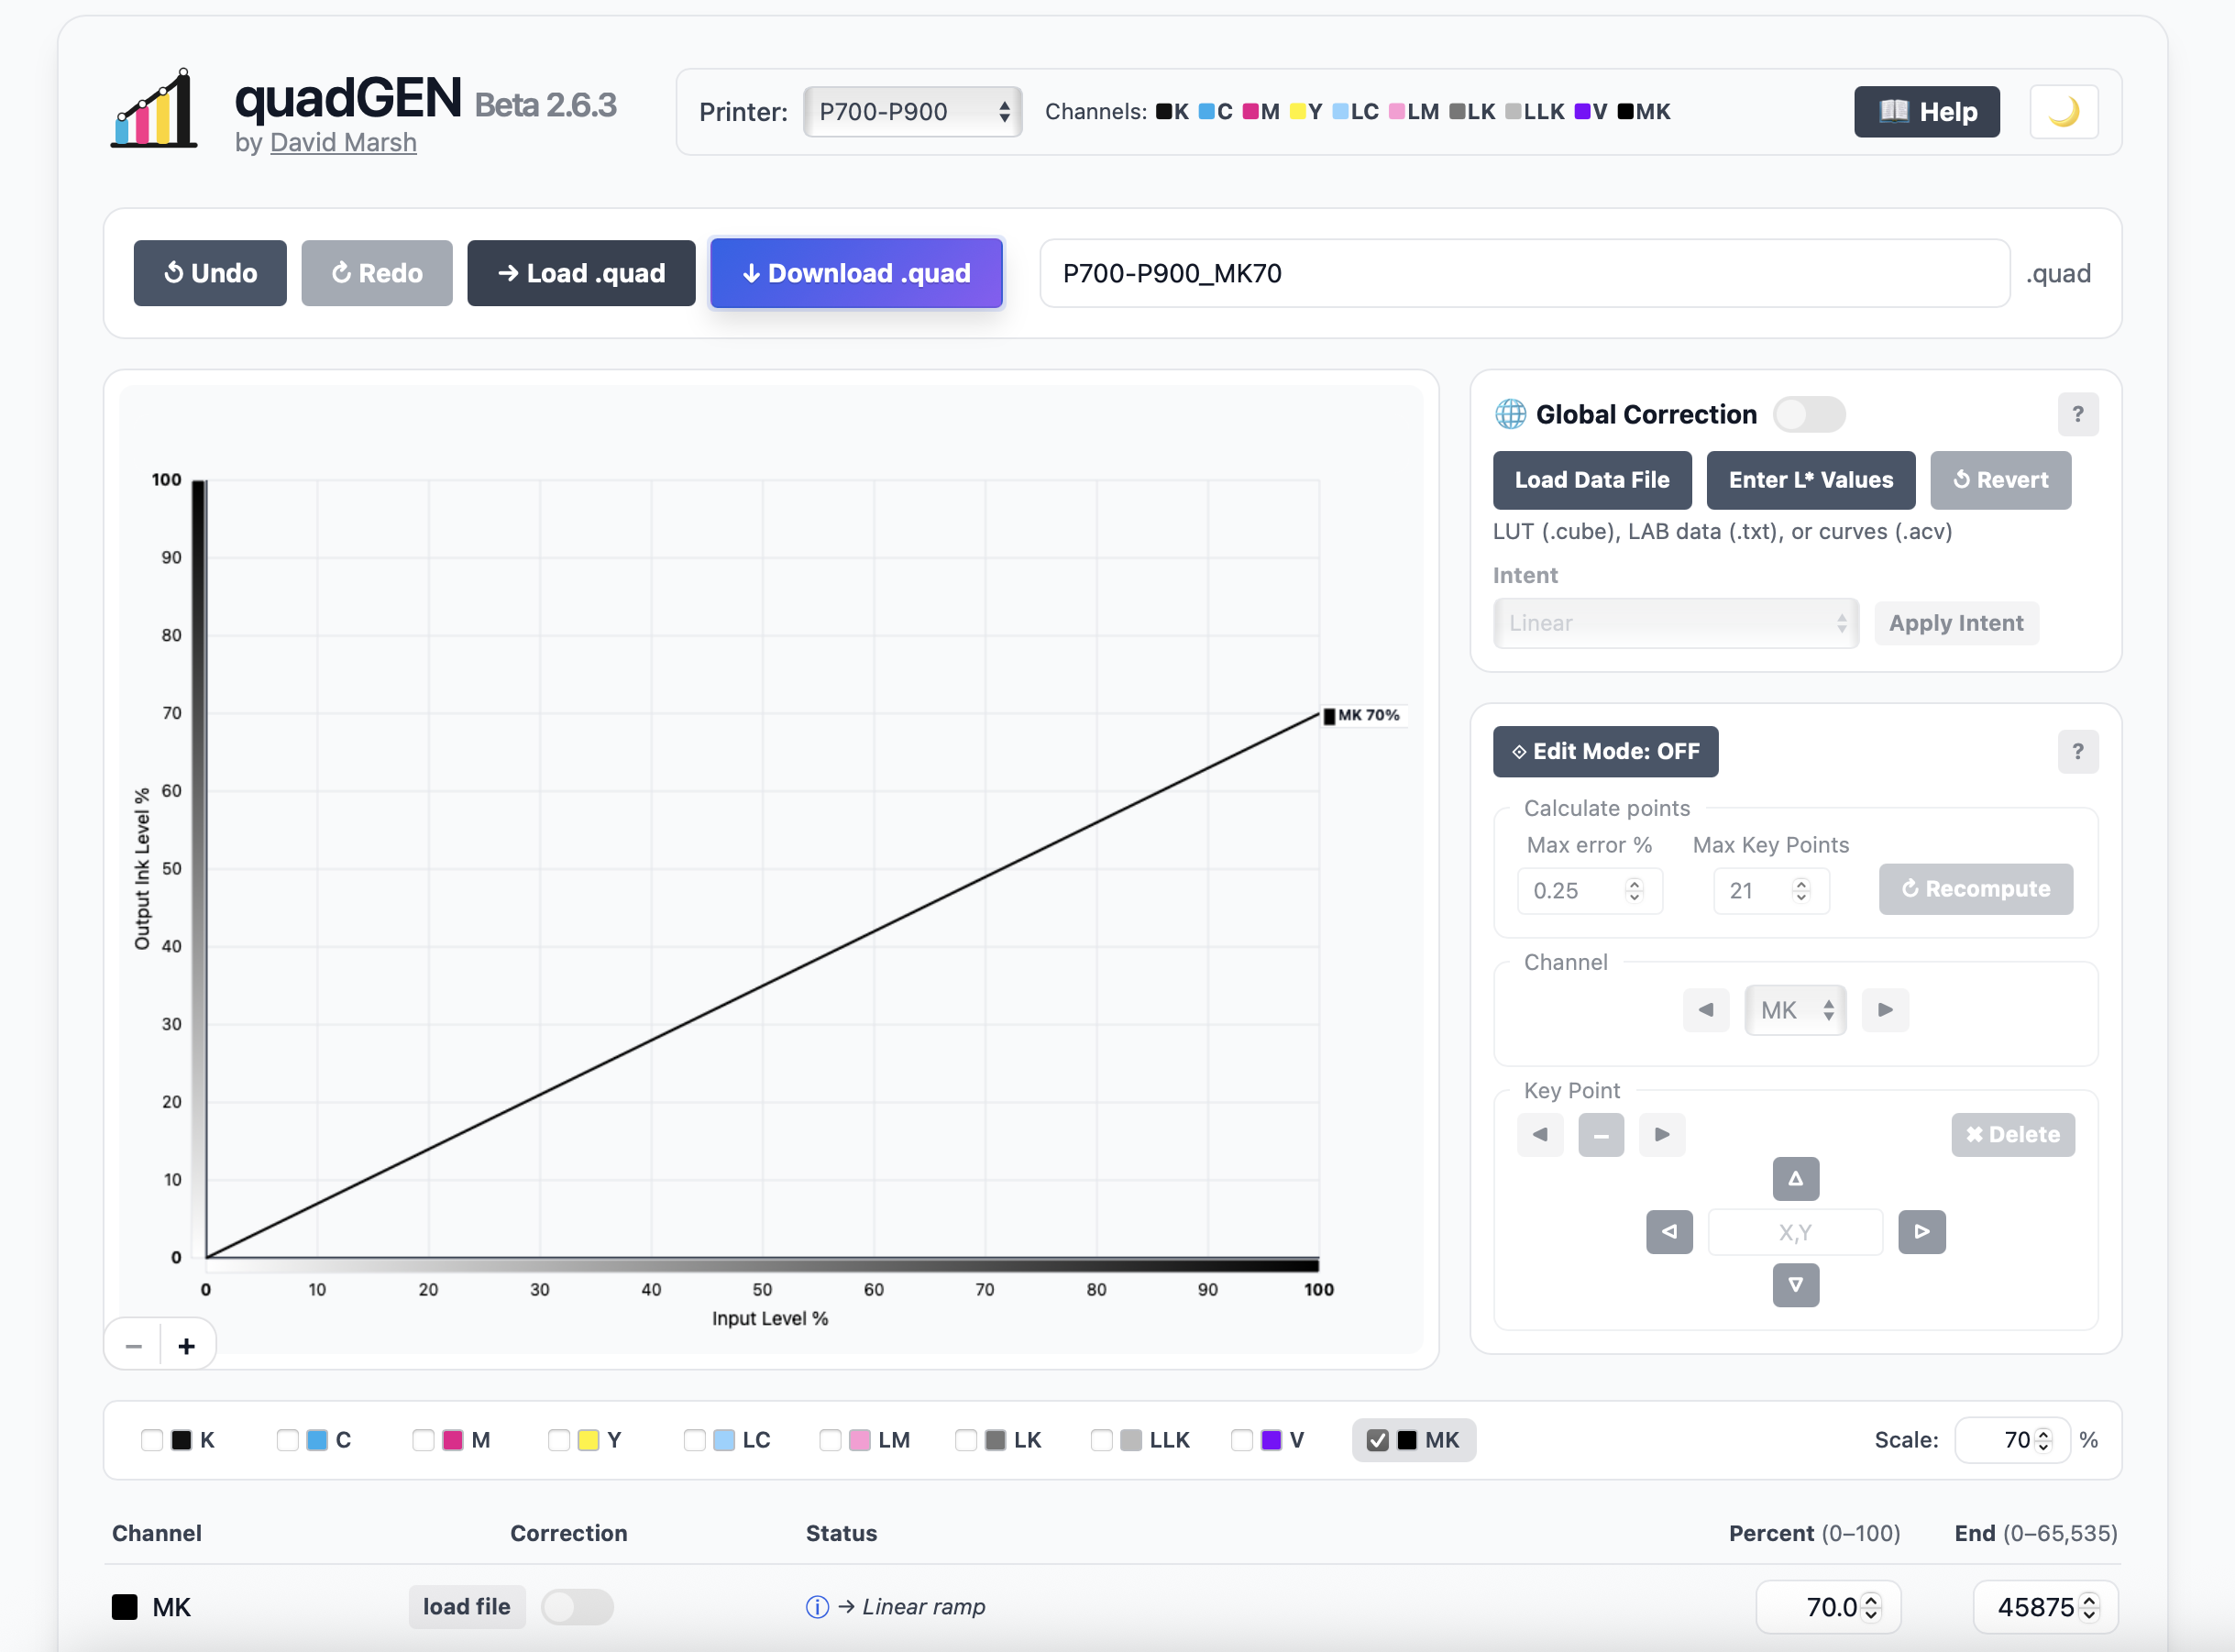 quadGEN Beta 2.6.3
by David Marsh
Printer: P700-P900 Channels: K C M Y LC LM LK LLK V MK
Help
Undo
Redo
→ Load .quad
↓ Download .quad
P700-P900_MK70
.quad
100
90
80
70
60
50
40
30
20
10
0
Output Ink Level %
MK 70%
0 10 20 30 40 50 60 70 80 90 100
Input Level %
− +
Global Correction
?
Load Data File
Enter L* Values
Revert
LUT (.cube), LAB data (.txt), or curves (.acv)
Intent
Linear
Apply Intent
Edit Mode: OFF
?
Calculate points
Max error % Max Key Points
0.25 21 Recompute
Channel
MK
Key Point
– Delete
X,Y
K C M Y LC LM LK LLK V MK Scale: 70 %
Channel Correction Status Percent (0–100) End (0–65,535)
MK load file → Linear ramp 70.0 45875